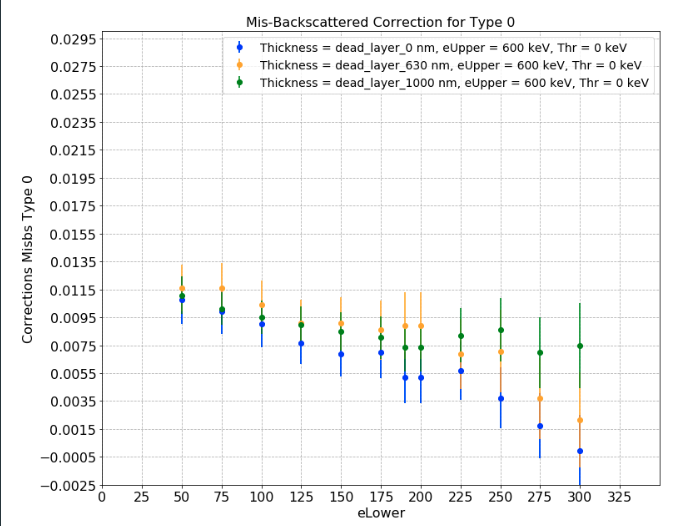 Mis-Backscattered Correction for Type 0
Thickness = dead_layer_0 nm, eUpper = 600 keV, Thr = 0 keV
Thickness = dead_layer_630 nm, eUpper = 600 keV, Thr = 0 keV
Thickness = dead_layer_1000 nm, eUpper = 600 keV, Thr = 0 keV
Corrections Misbs Type 0
0.0295
0.0275
0.0255
0.0235
0.0215
0.0195
0.0175
0.0155
0.0135
0.0115
0.0095
0.0075
0.0055
0.0035
0.0015
−0.0005
−0.0025
0 25 50 75 100 125 150 175 200 225 250 275 300 325
eLower